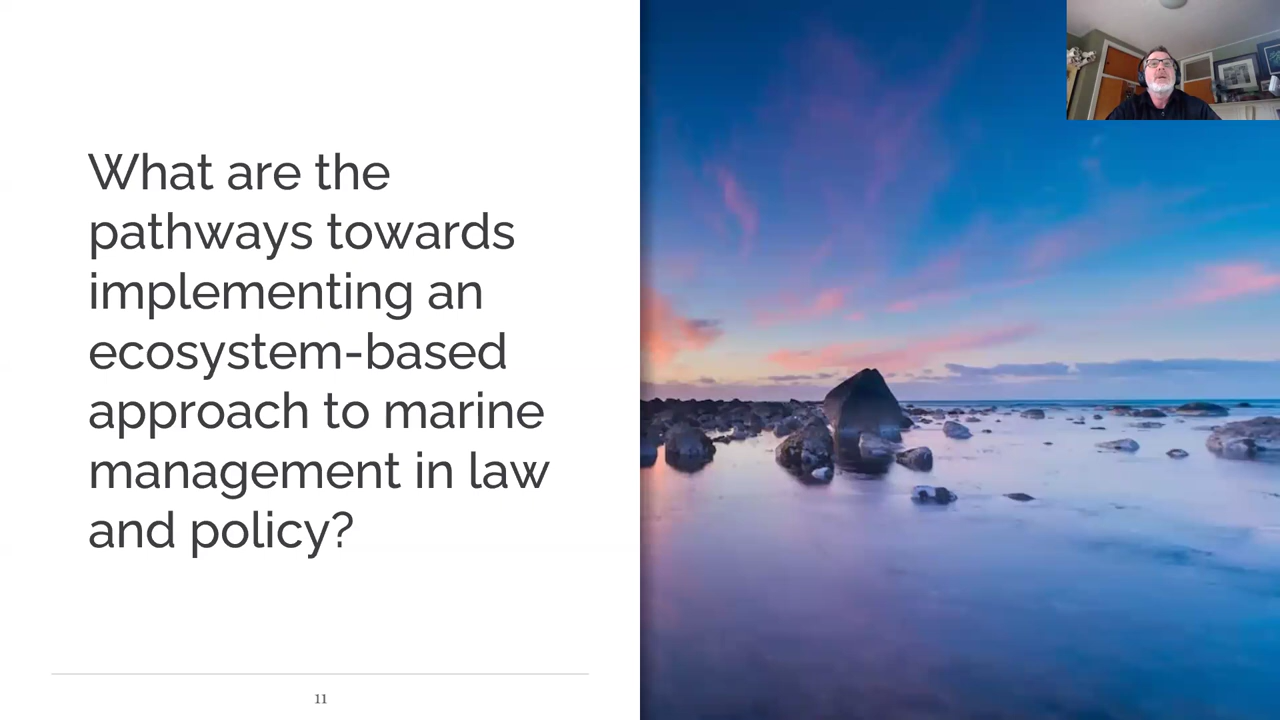 What are the
pathways towards
implementing an
ecosystem-based
approach to marine
management in law
and policy?
11